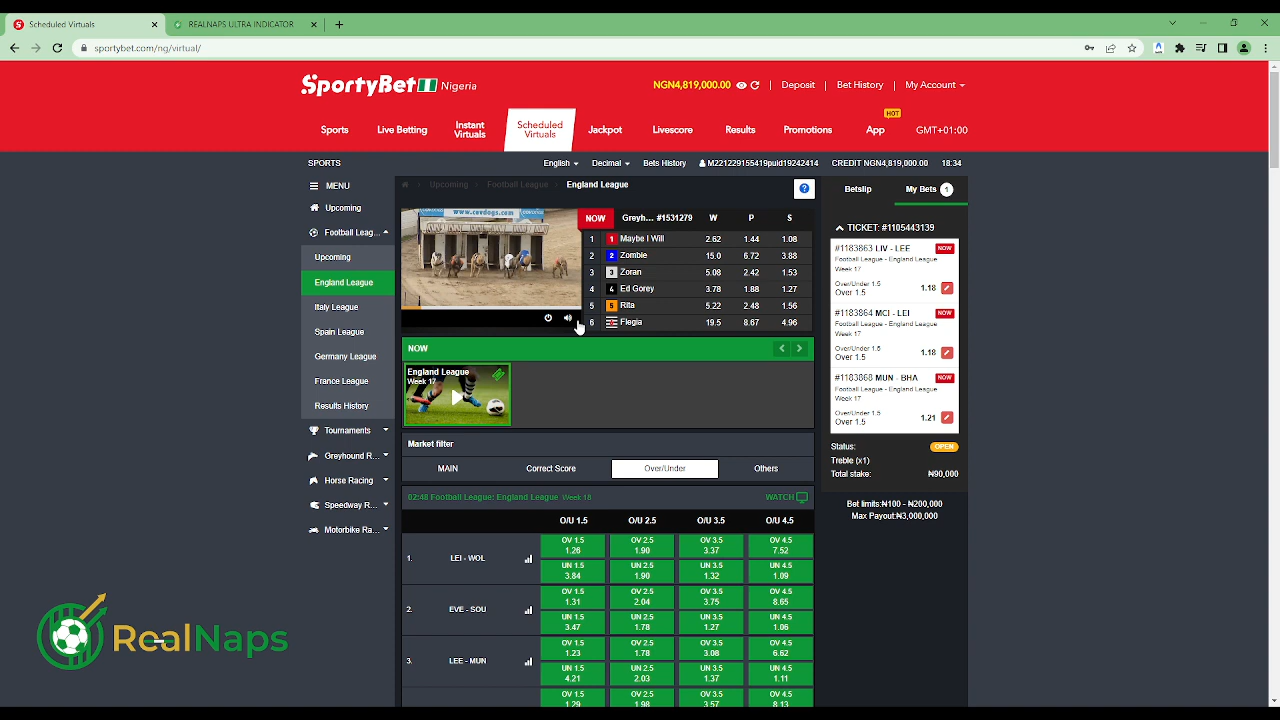 Scheduled Virtuals
REALNAPS ULTRA INDICATOR
sportybet.com/ng/virtual/
SportyBet Nigeria
NGN4,819,000.00
Deposit
Bet History
My Account
Sports
Live Betting
Instant Virtuals
Scheduled Virtuals
Jackpot
Livescore
Results
Promotions
HOT
App
GMT+01:00
SPORTS
English
Decimal
Bets History
M221229155419puid19242414
CREDIT NGN4,819,000.00
18:34
MENU
Upcoming
Football Leag...
Upcoming
England League
Italy League
Spain League
Germany League
France League
Results History
Tournaments
Greyhound R...
Horse Racing
Speedway R...
Motorbike Ra...
Upcoming
Football League
England League
?
NOW
Greyh... #1531279
W P S
1 1 Maybe I Will 2.62 1.44 1.08
2 2 Zombie 15.0 6.72 3.88
3 3 Zoran 5.08 2.42 1.53
4 4 Ed Gorey 3.78 1.88 1.27
5 5 Rita 5.22 2.48 1.56
6 Flegia 19.5 8.67 4.96
NOW
England League
Week 17
Market filter
MAIN
Correct Score
Over/Under
Others
02:48 Football League: England League Week 18
WATCH
O/U 1.5 O/U 2.5 O/U 3.5 O/U 4.5
1. LEI - WOL
OV 1.5 OV 2.5 OV 3.5 OV 4.5
1.26 1.90 3.37 7.52
UN 1.5 UN 2.5 UN 3.5 UN 4.5
3.84 1.90 1.32 1.09
2. EVE - SOU
OV 1.5 OV 2.5 OV 3.5 OV 4.5
1.31 2.04 3.75 8.65
UN 1.5 UN 2.5 UN 3.5 UN 4.5
3.47 1.78 1.27 1.06
3. LEE - MUN
OV 1.5 OV 2.5 OV 3.5 OV 4.5
1.23 1.78 3.08 6.62
UN 1.5 UN 2.5 UN 3.5 UN 4.5
4.21 2.03 1.37 1.11
OV 1.5 OV 2.5 OV 3.5 OV 4.5
1.29 1.98 3.57 8.13
Betslip
My Bets 1
TICKET: #1105443139
#1183863 LIV - LEE NOW
Football League - England League
Week 17
Over/Under 1.5
Over 1.5 1.18
#1183864 MCI - LEI NOW
Football League - England League
Week 17
Over/Under 1.5
Over 1.5 1.18
#1183868 MUN - BHA NOW
Football League - England League
Week 17
Over/Under 1.5
Over 1.5 1.21
Status: OPEN
Treble (x1)
Total stake: ₦90,000
Bet limits:₦100 - ₦200,000
Max Payout:₦3,000,000
RealNaps